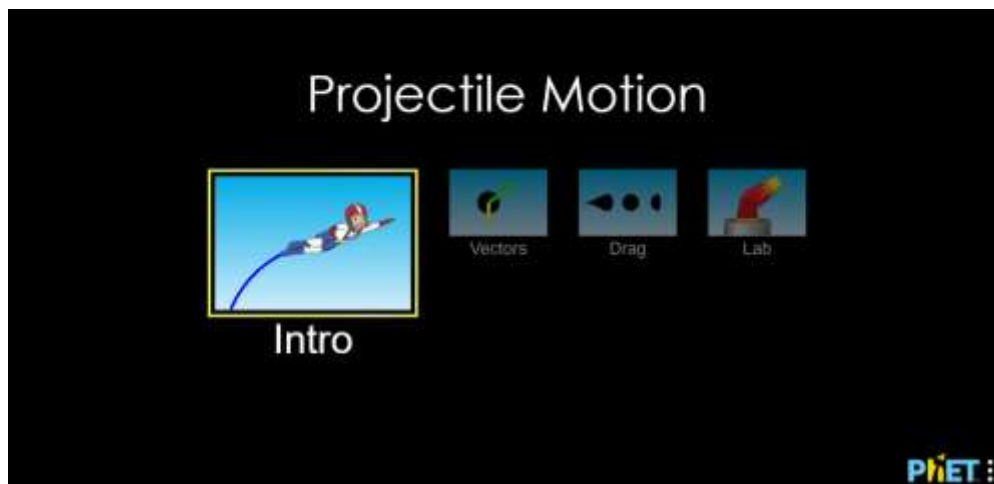 Projectile Motion
Vectors
Drag
Lab
Intro
PhET